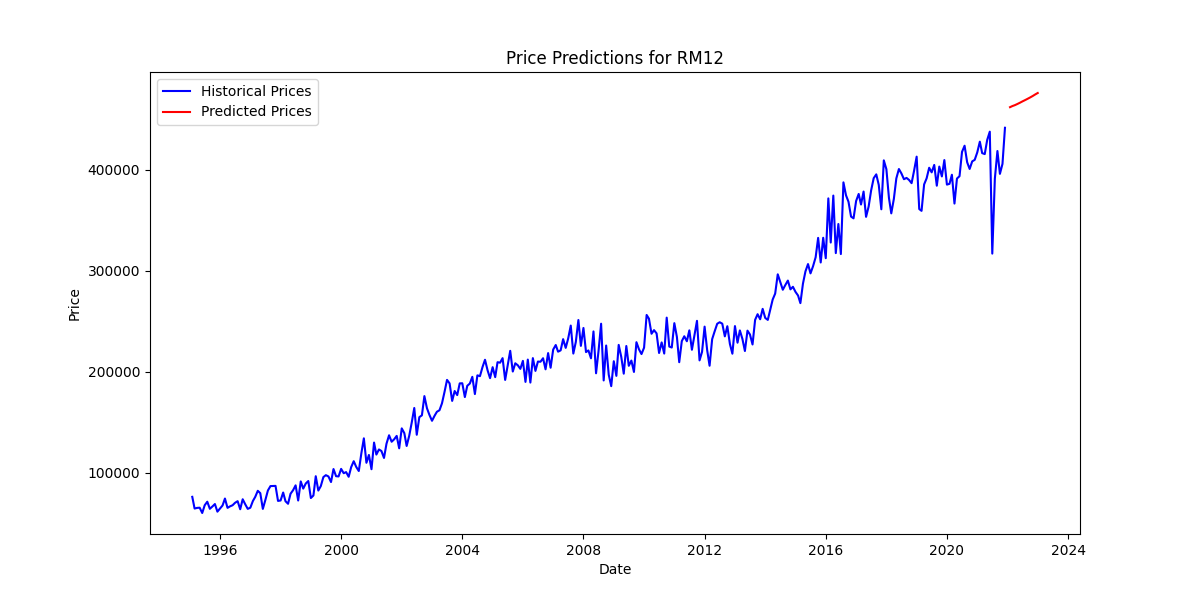 Price Predictions for RM12
Historical Prices
Predicted Prices
Price
400000
300000
200000
100000
1996 2000 2004 2008 2012 2016 2020 2024
Date